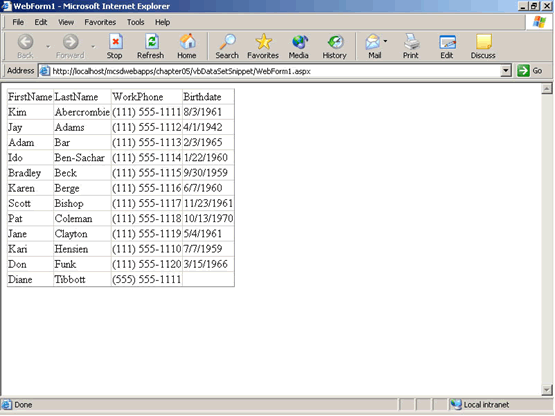 WebForm1 - Microsoft Internet Explorer
File Edit View Favorites Tools Help
Back Forward Stop Refresh Home Search Favorites Media History Mail Print Edit Discuss
Address http://localhost/mcsdwebapps/chapter05/vbDataSetSnippet/WebForm1.aspx Go
FirstName LastName WorkPhone Birthdate
Kim Abercrombie (111) 555-1111 8/3/1961
Jay Adams (111) 555-1112 4/1/1942
Adam Bar (111) 555-1113 2/3/1965
Ido Ben-Sachar (111) 555-1114 1/22/1960
Bradley Beck (111) 555-1115 9/30/1959
Karen Berge (111) 555-1116 6/7/1960
Scott Bishop (111) 555-1117 11/23/1961
Pat Coleman (111) 555-1118 10/13/1970
Jane Clayton (111) 555-1119 5/4/1961
Kari Hensien (111) 555-1110 7/7/1959
Don Funk (111) 555-1120 3/15/1966
Diane Tibbott (555) 555-1111
Done Local intranet